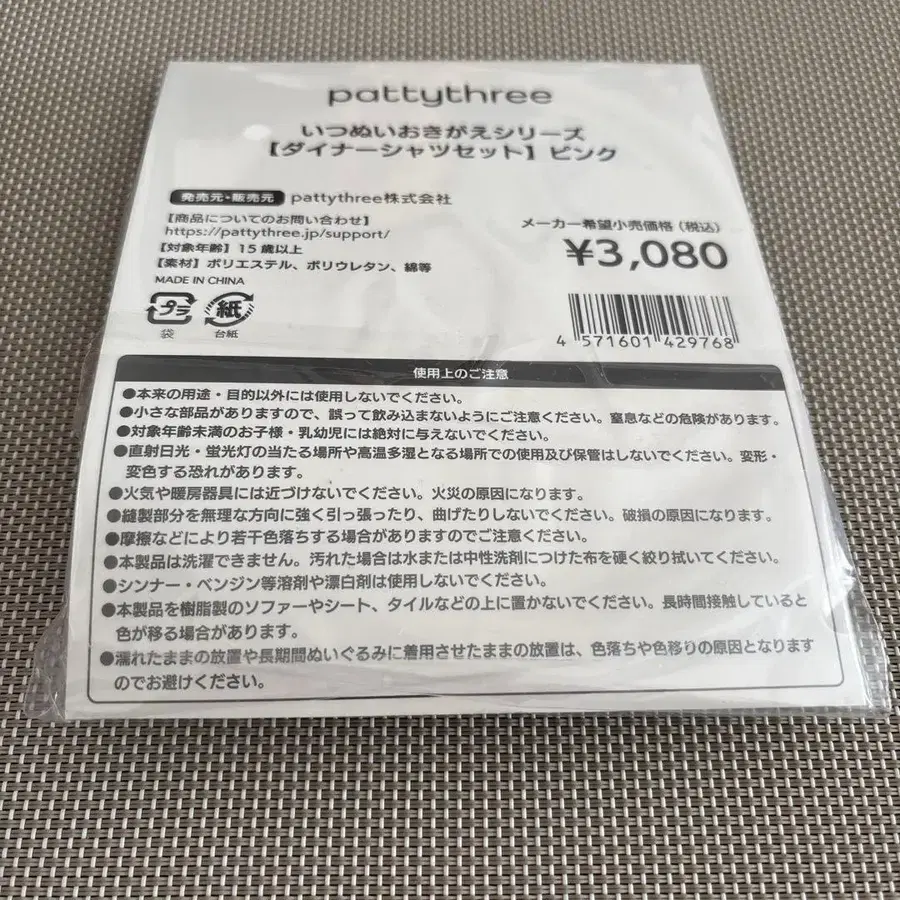 pattythree
いつぬいおきがえシリーズ
【ダイナーシャツセット】ピンク
発売元・販売元 pattythree株式会社
【商品についてのお問い合わせ】
https://pattythree.jp/support/
【対象年齢】15歳以上
【素材】ポリエステル、ポリウレタン、綿等
MADE IN CHINA
メーカー希望小売価格(税込)
¥3,080
プラ 紙
袋 台紙
4 571601 429768
使用上のご注意
●本来の用途・目的以外には使用しないでください。
●小さな部品がありますので、誤って飲み込まないようにご注意ください。窒息などの危険があります。
●対象年齢未満のお子様・乳幼児には絶対に与えないでください。
●直射日光・蛍光灯の当たる場所や高温多湿となる場所での使用及び保管はしないでください。変形・
変色する恐れがあります。
●火気や暖房器具には近づけないでください。火災の原因になります。
●縫製部分を無理な方向に強く引っ張ったり、曲げたりしないでください。破損の原因になります。
●摩擦などにより若干色落ちする場合がありますのでご注意ください。
●本製品は洗濯できません。汚れた場合は水または中性洗剤につけた布を硬く絞り拭いてください。
●シンナー・ベンジン等溶剤や漂白剤は使用しないでください。
●本製品を樹脂製のソファーやシート、タイルなどの上に置かないでください。長時間接触していると
色が移る場合があります。
●濡れたままの放置や長期間ぬいぐるみに着用させたままの放置は、色落ちや色移りの原因となります
のでお避けください。